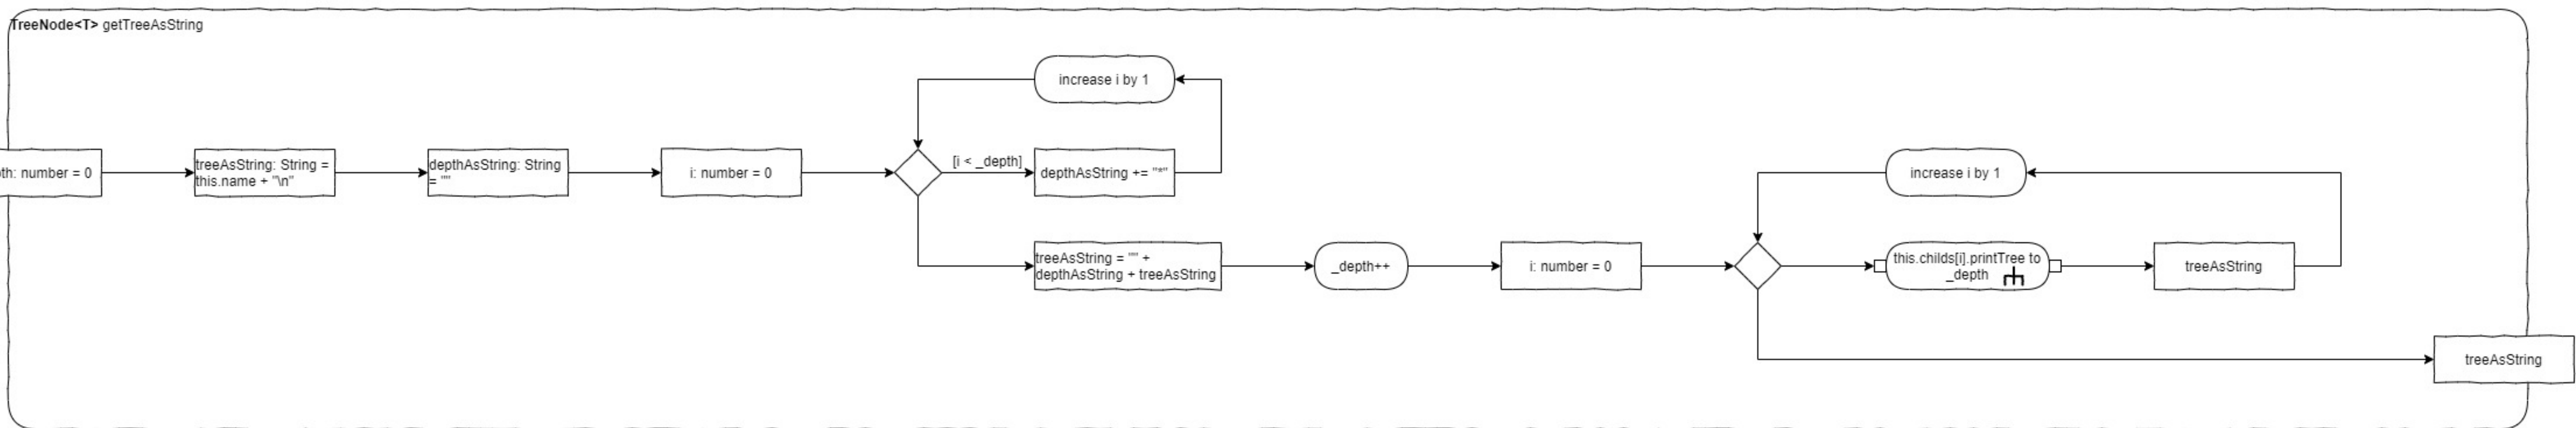 TreeNode<T> getTreeAsString
increase i by 1
th: number = 0
treeAsString: String =
this.name + "\n"
depthAsString: String
= ""
i: number = 0
[i < _depth]
depthAsString += "*"
increase i by 1
treeAsString = "" +
depthAsString + treeAsString
_depth++
i: number = 0
this.childs[i].printTree to
_depth
treeAsString
treeAsString